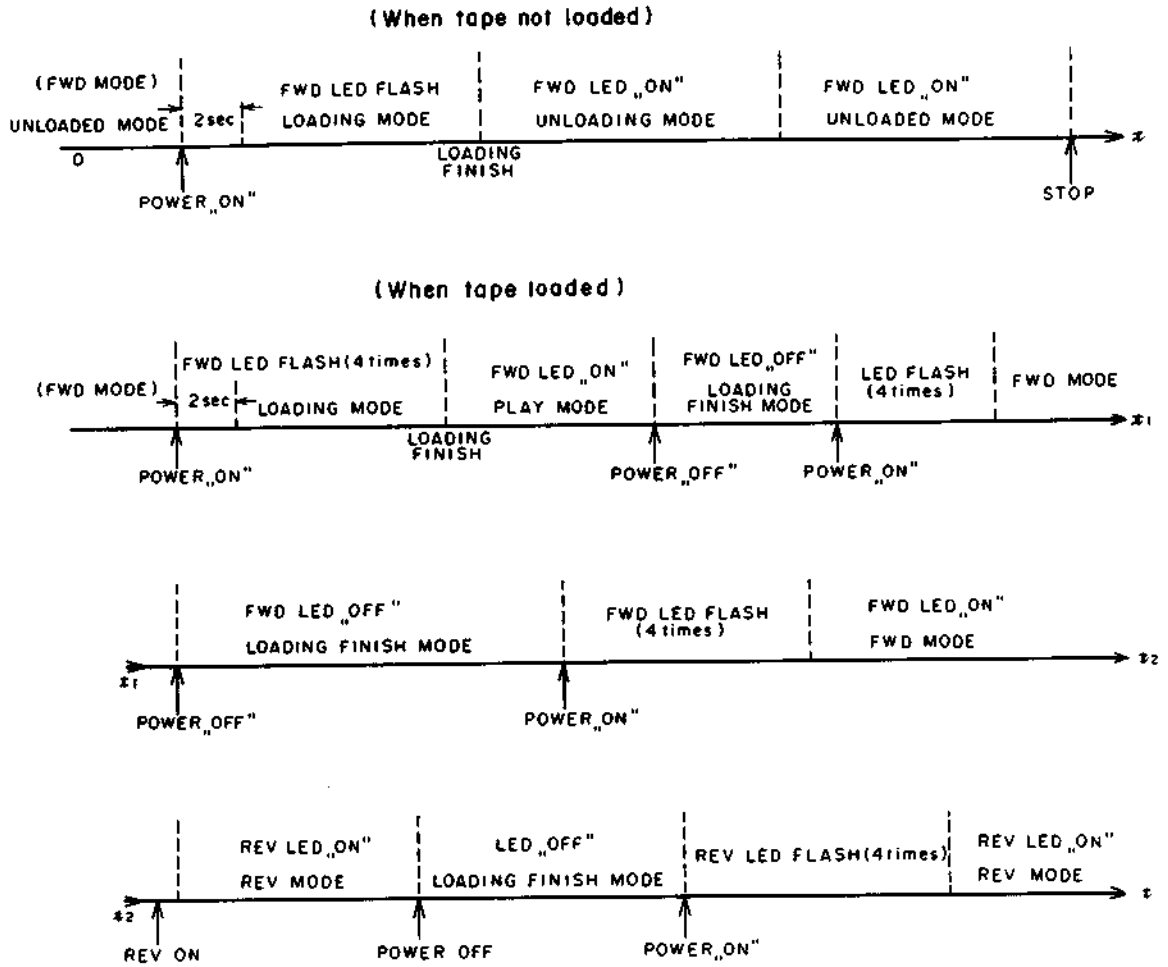 (When tape not loaded)
(FWD MODE)
UNLOADED MODE
2sec
FWD LED FLASH
LOADING MODE
FWD LED „ON"
UNLOADING MODE
FWD LED „ON"
UNLOADED MODE
0
LOADING
FINISH
t
POWER „ON"
STOP
(When tape loaded)
(FWD MODE)
FWD LED FLASH (4 times)
2sec
LOADING MODE
FWD LED „ON"
PLAY MODE
FWD LED „OFF"
LOADING
FINISH MODE
LED FLASH
(4 times)
FWD MODE
LOADING
FINISH
t1
POWER „ON"
POWER „OFF"
POWER „ON"
FWD LED „OFF"
LOADING FINISH MODE
FWD LED FLASH
(4 times)
FWD LED „ON"
FWD MODE
t1
t2
POWER „OFF"
POWER „ON"
REV LED „ON"
REV MODE
LED „OFF"
LOADING FINISH MODE
REV LED FLASH (4 times)
REV LED „ON"
REV MODE
t2
t
REV ON
POWER OFF
POWER „ON"